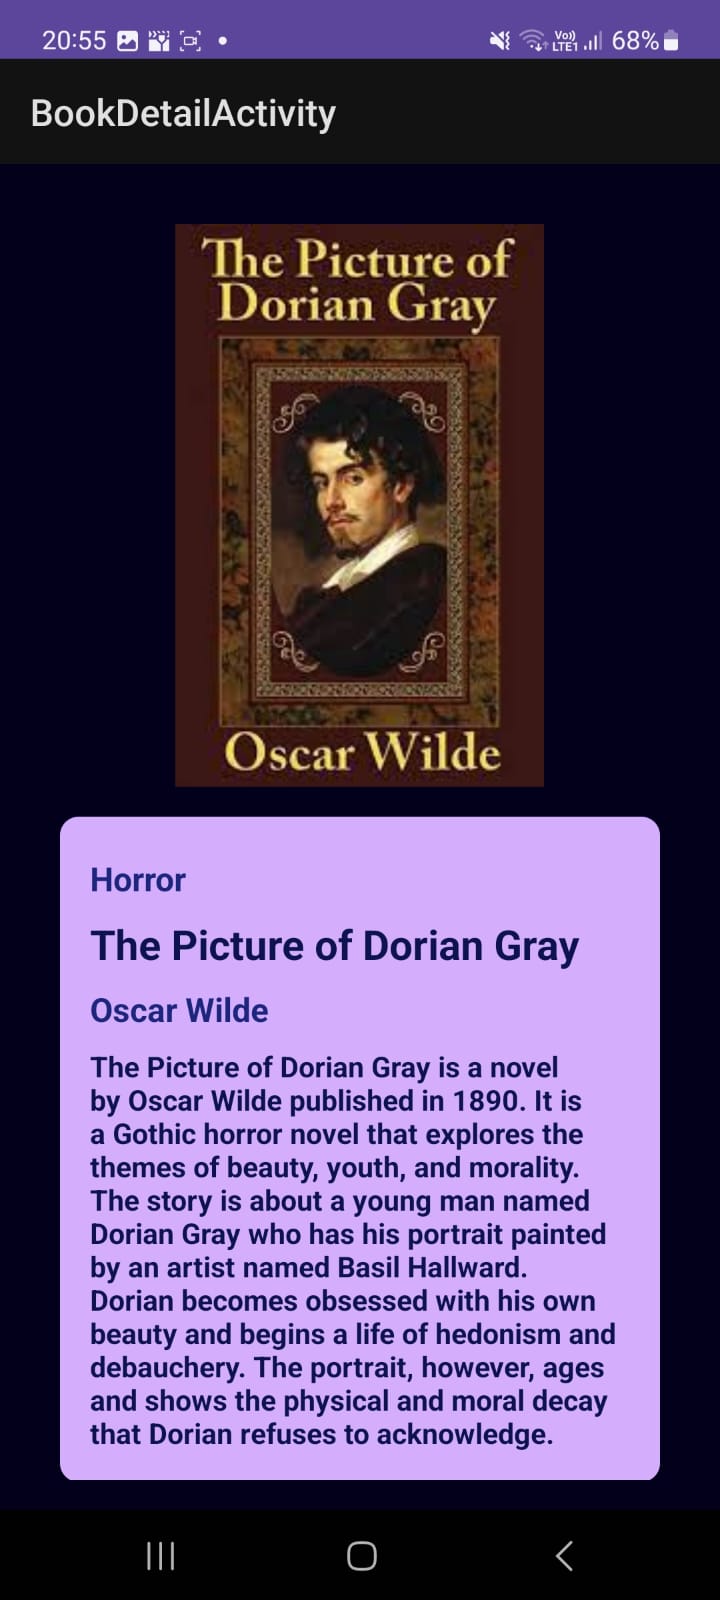 20:55
Vo))
LTE1
68%
BookDetailActivity
The Picture of
Dorian Gray
Oscar Wilde
Horror
The Picture of Dorian Gray
Oscar Wilde
The Picture of Dorian Gray is a novel
by Oscar Wilde published in 1890. It is
a Gothic horror novel that explores the
themes of beauty, youth, and morality.
The story is about a young man named
Dorian Gray who has his portrait painted
by an artist named Basil Hallward.
Dorian becomes obsessed with his own
beauty and begins a life of hedonism and
debauchery. The portrait, however, ages
and shows the physical and moral decay
that Dorian refuses to acknowledge.